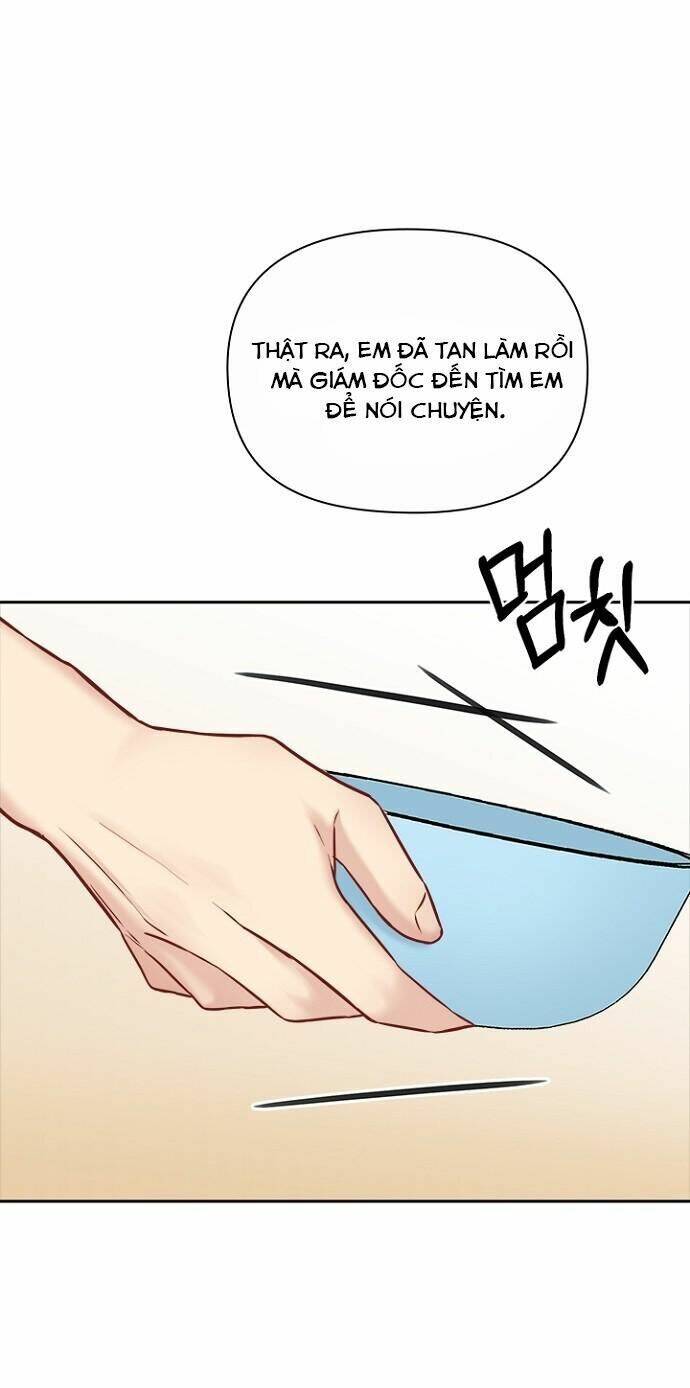 THẬT RA, EM ĐÃ TAN LÀM RỒI
MÀ GIÁM ĐỐC ĐẾN TÌM EM
ĐỂ NÓI CHUYỆN.
멈칫